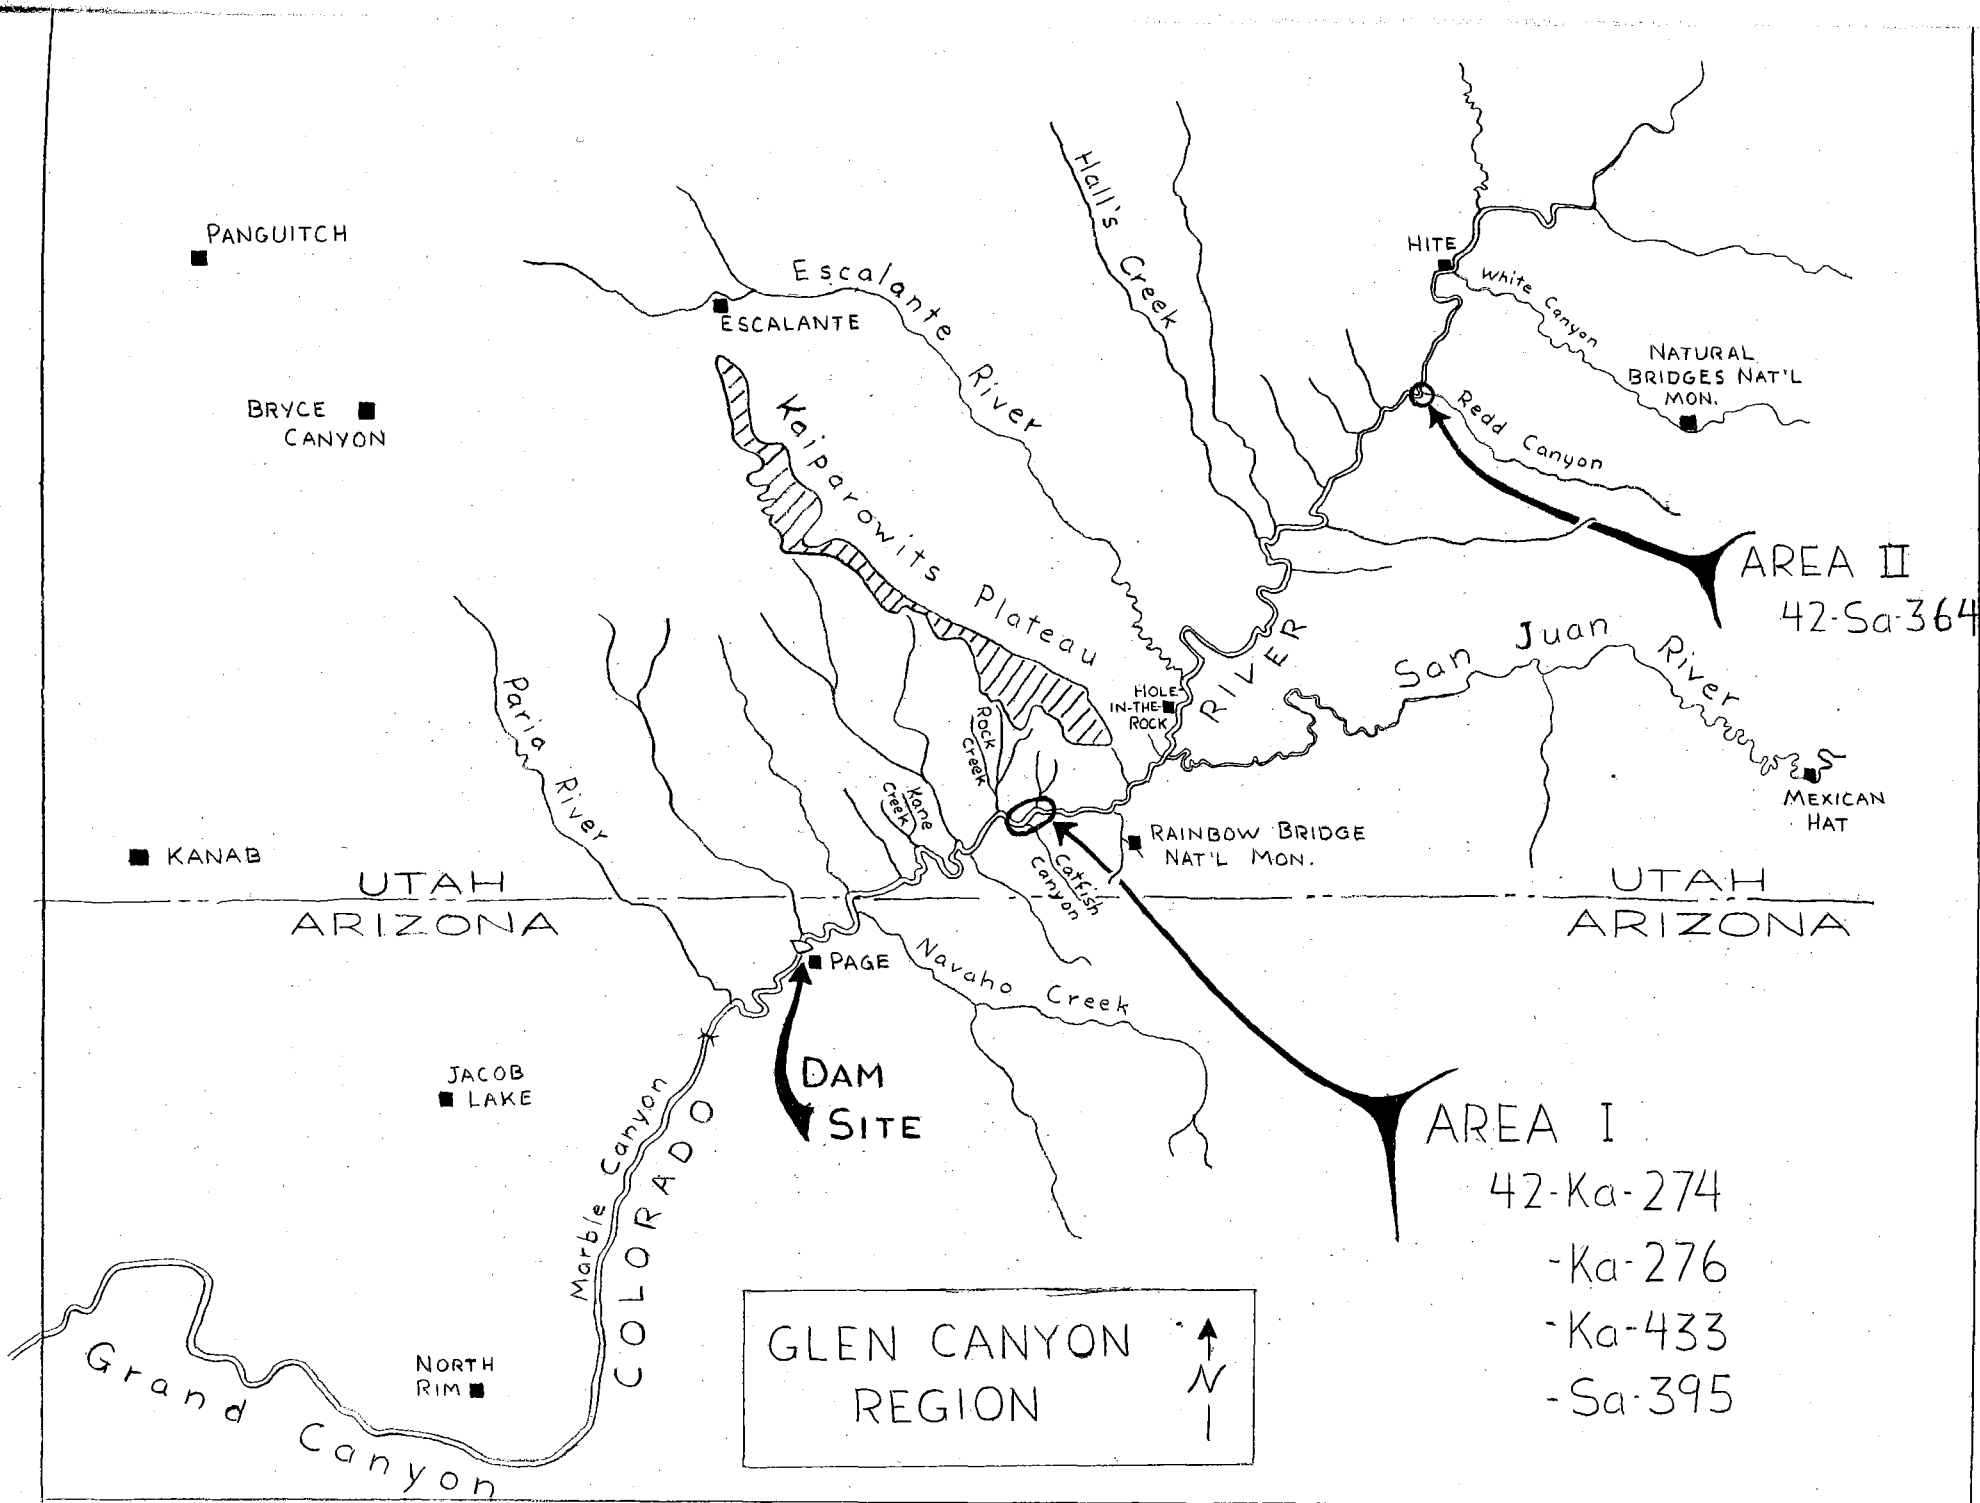 PANGUITCH
BRYCE
CANYON
ESCALANTE
Escalante River
Kaiparowits Plateau
Hall's Creek
HITE
White Canyon
NATURAL
BRIDGES NAT'L
MON.
Redd Canyon
AREA II
42-Sa-364
San Juan River
MEXICAN
HAT
HOLE-
IN-THE-
ROCK
RIVER
Paria River
Rock
Creek
Kane
Creek
Catfish
Canyon
RAINBOW BRIDGE
NAT'L MON.
KANAB
UTAH
ARIZONA
UTAH
ARIZONA
PAGE
Navaho Creek
DAM
SITE
JACOB
LAKE
Marble Canyon
COLORADO
AREA I
42-Ka-274
-Ka-276
-Ka-433
-Sa-395
NORTH
RIM
Grand Canyon
GLEN CANYON
REGION
N